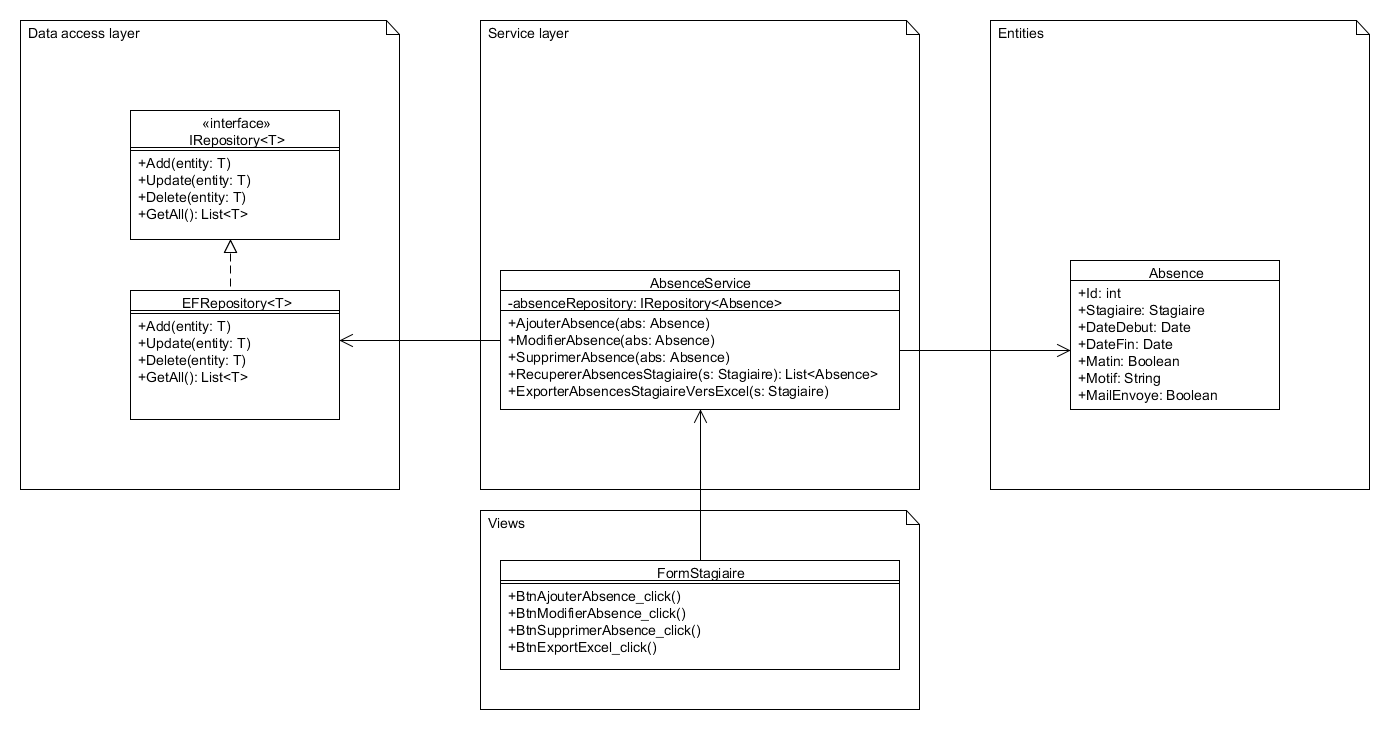 Data access layer
«interface»
IRepository<T>
+Add(entity: T)
+Update(entity: T)
+Delete(entity: T)
+GetAll(): List<T>
EFRepository<T>
+Add(entity: T)
+Update(entity: T)
+Delete(entity: T)
+GetAll(): List<T>
Service layer
AbsenceService
-absenceRepository: IRepository<Absence>
+AjouterAbsence(abs: Absence)
+ModifierAbsence(abs: Absence)
+SupprimerAbsence(abs: Absence)
+RecupererAbsencesStagiaire(s: Stagiaire): List<Absence>
+ExporterAbsencesStagiaireVersExcel(s: Stagiaire)
Entities
Absence
+Id: int
+Stagiaire: Stagiaire
+DateDebut: Date
+DateFin: Date
+Matin: Boolean
+Motif: String
+MailEnvoye: Boolean
Views
FormStagiaire
+BtnAjouterAbsence_click()
+BtnModifierAbsence_click()
+BtnSupprimerAbsence_click()
+BtnExportExcel_click()